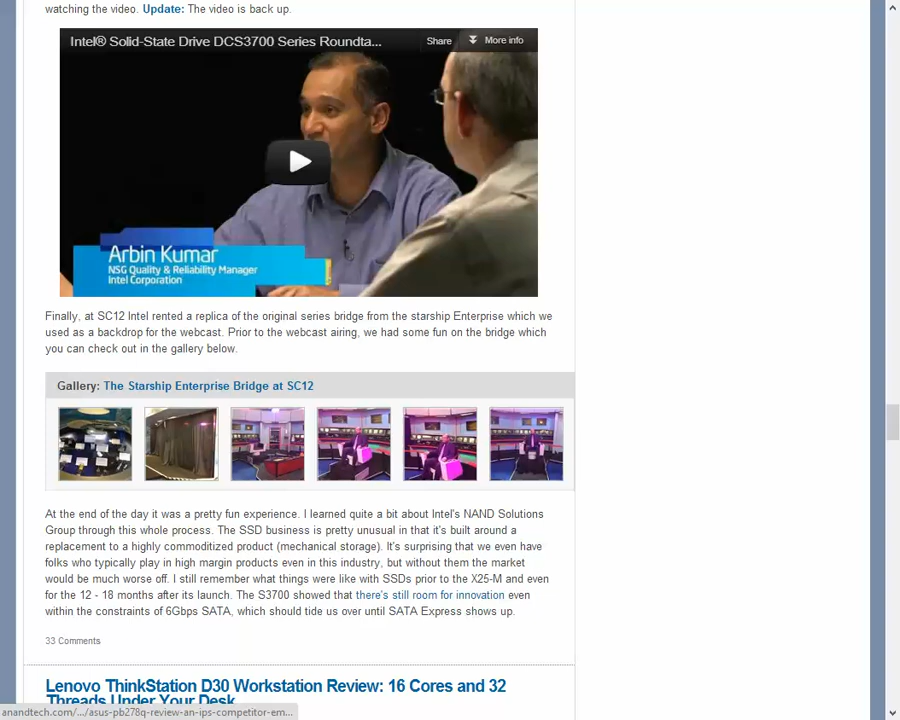 watching the video. Update: The video is back up.
Intel® Solid-State Drive DCS3700 Series Roundta...
Share
More info
Arbin Kumar
NSG Quality & Reliability Manager
Intel Corporation
Finally, at SC12 Intel rented a replica of the original series bridge from the starship Enterprise which we
used as a backdrop for the webcast. Prior to the webcast airing, we had some fun on the bridge which
you can check out in the gallery below.
Gallery: The Starship Enterprise Bridge at SC12
At the end of the day it was a pretty fun experience. I learned quite a bit about Intel's NAND Solutions
Group through this whole process. The SSD business is pretty unusual in that it's built around a
replacement to a highly commoditized product (mechanical storage). It's surprising that we even have
folks who typically play in high margin products even in this industry, but without them the market
would be much worse off. I still remember what things were like with SSDs prior to the X25-M and even
for the 12 - 18 months after its launch. The S3700 showed that there's still room for innovation even
within the constraints of 6Gbps SATA, which should tide us over until SATA Express shows up.
33 Comments
Lenovo ThinkStation D30 Workstation Review: 16 Cores and 32
Threads Under Your Desk
anandtech.com/.../asus-pb278q-review-an-ips-competitor-em...